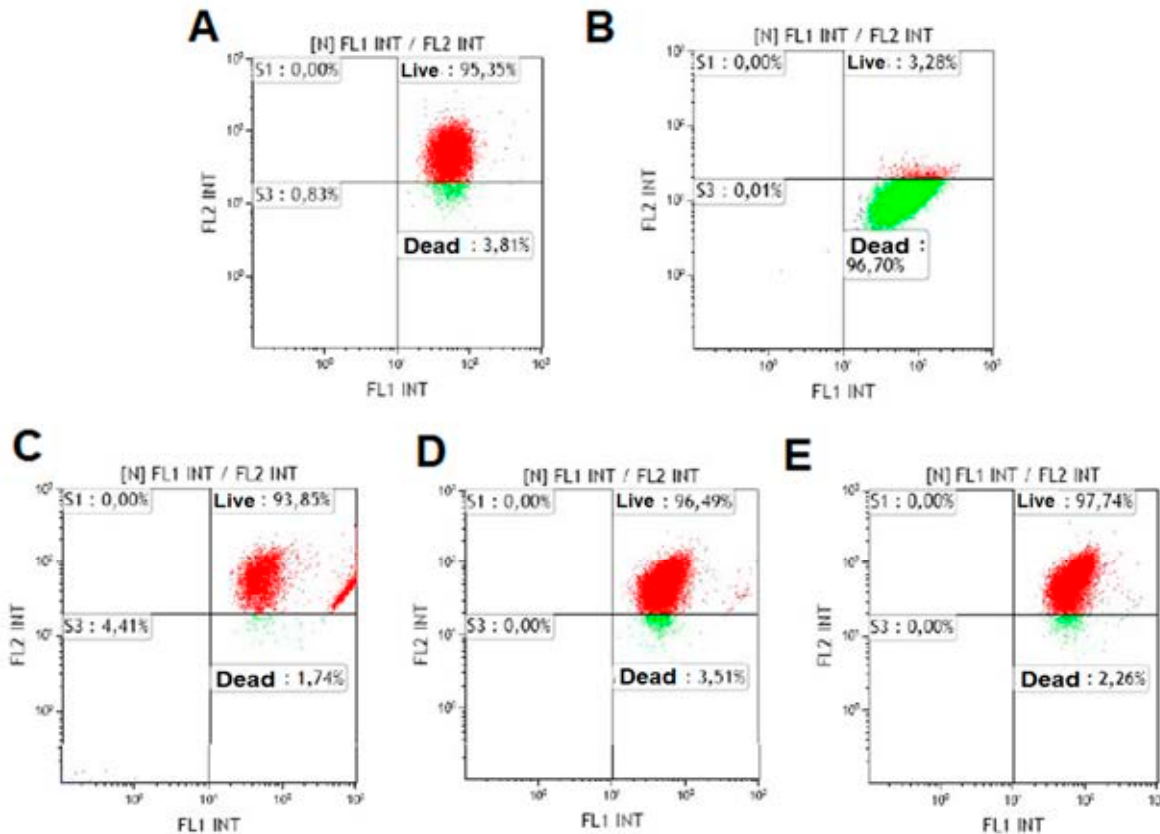 A
[N] FL1 INT / FL2 INT
S1 : 0,00%
Live : 95,35%
S3 : 0,83%
Dead : 3,81%
FL2 INT
FL1 INT
B
[N] FL1 INT / FL2 INT
S1 : 0,00%
Live : 3,28%
S3 : 0,01%
Dead :
96,70%
FL2 INT
FL1 INT
C
[N] FL1 INT / FL2 INT
S1 : 0,00%
Live : 93,85%
S3 : 4,41%
Dead : 1,74%
FL2 INT
FL1 INT
D
[N] FL1 INT / FL2 INT
S1 : 0,00%
Live : 96,49%
S3 : 0,00%
Dead : 3,51%
FL2 INT
FL1 INT
E
[N] FL1 INT / FL2 INT
S1 : 0,00%
Live : 97,74%
S3 : 0,00%
Dead : 2,26%
FL2 INT
FL1 INT